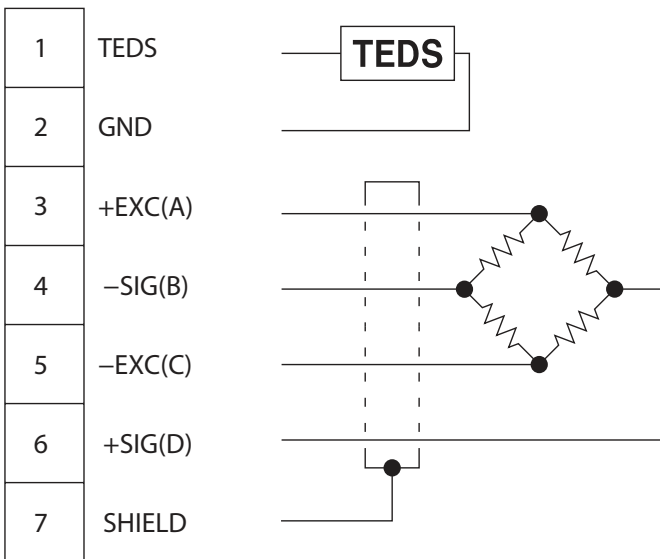 1 TEDS TEDS
2 GND
3 +EXC(A)
4 −SIG(B)
5 −EXC(C)
6 +SIG(D)
7 SHIELD